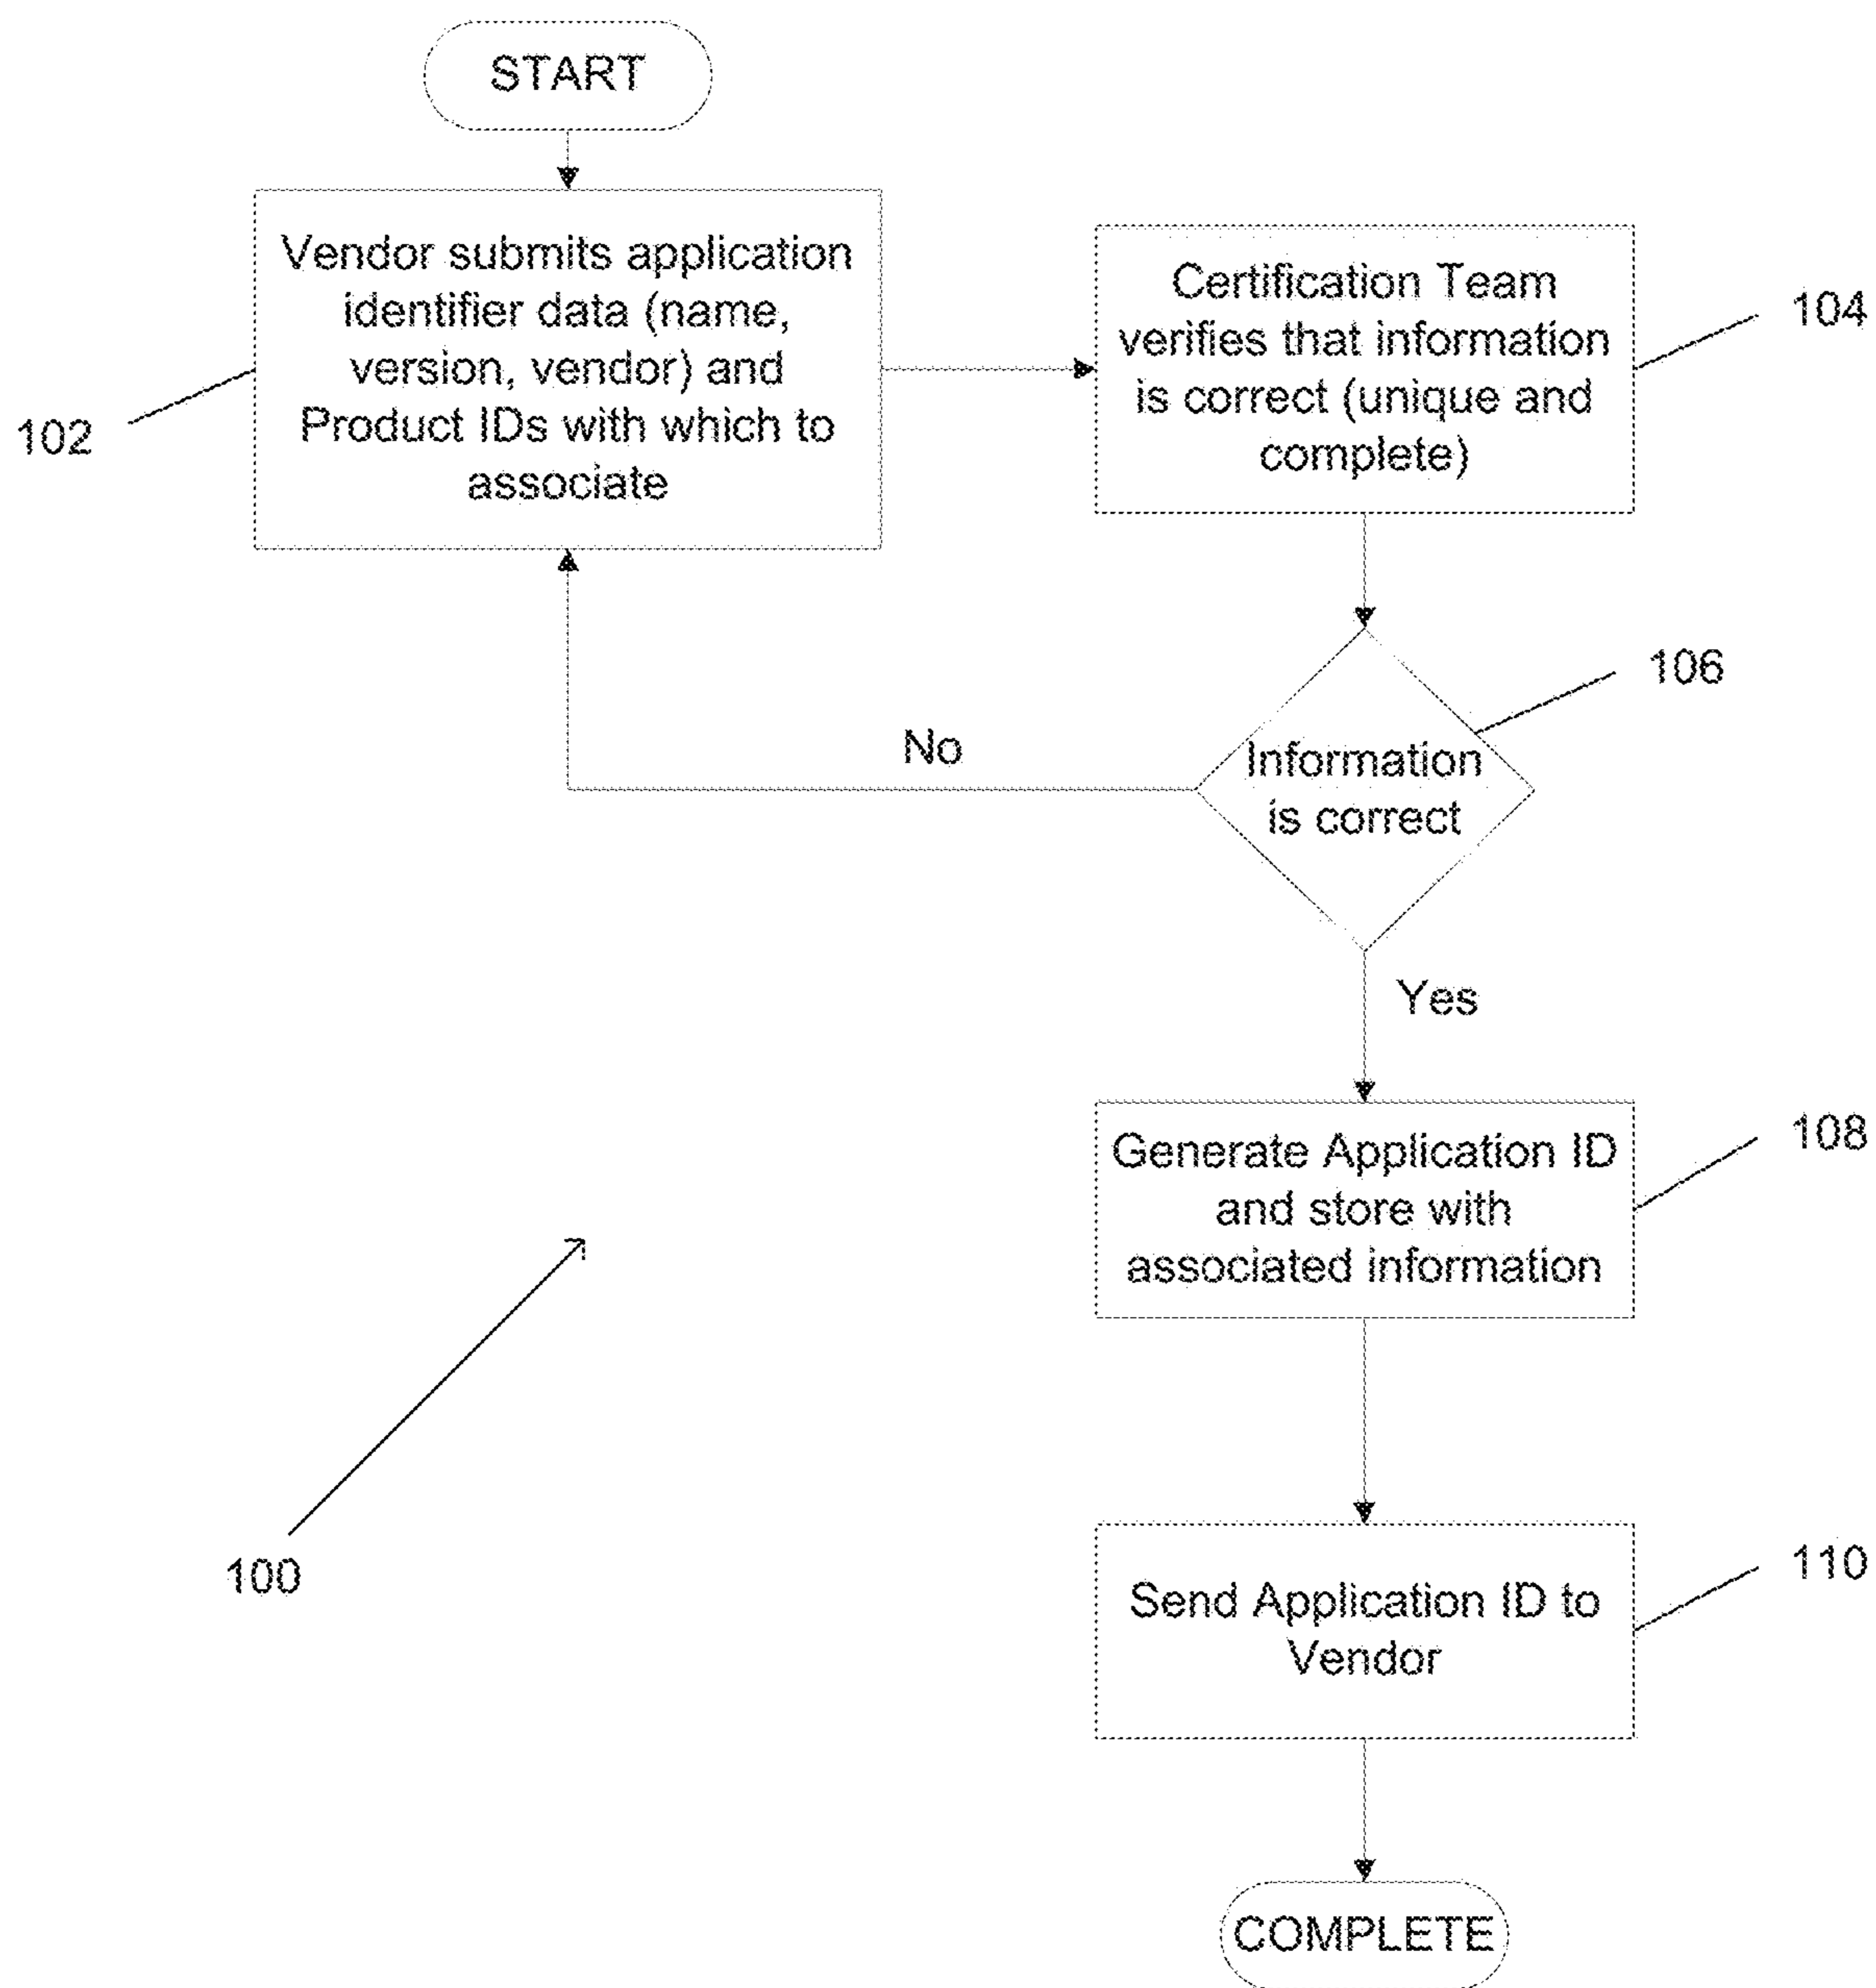 START
Vendor submits application
identifier data (name,
version, vendor) and
Product IDs with which to
associate
102
Certification Team
verifies that information
is correct (unique and
complete)
104
106
Information
is correct
No
Yes
Generate Application ID
and store with
associated information
108
100
Send Application ID to
Vendor
110
COMPLETE